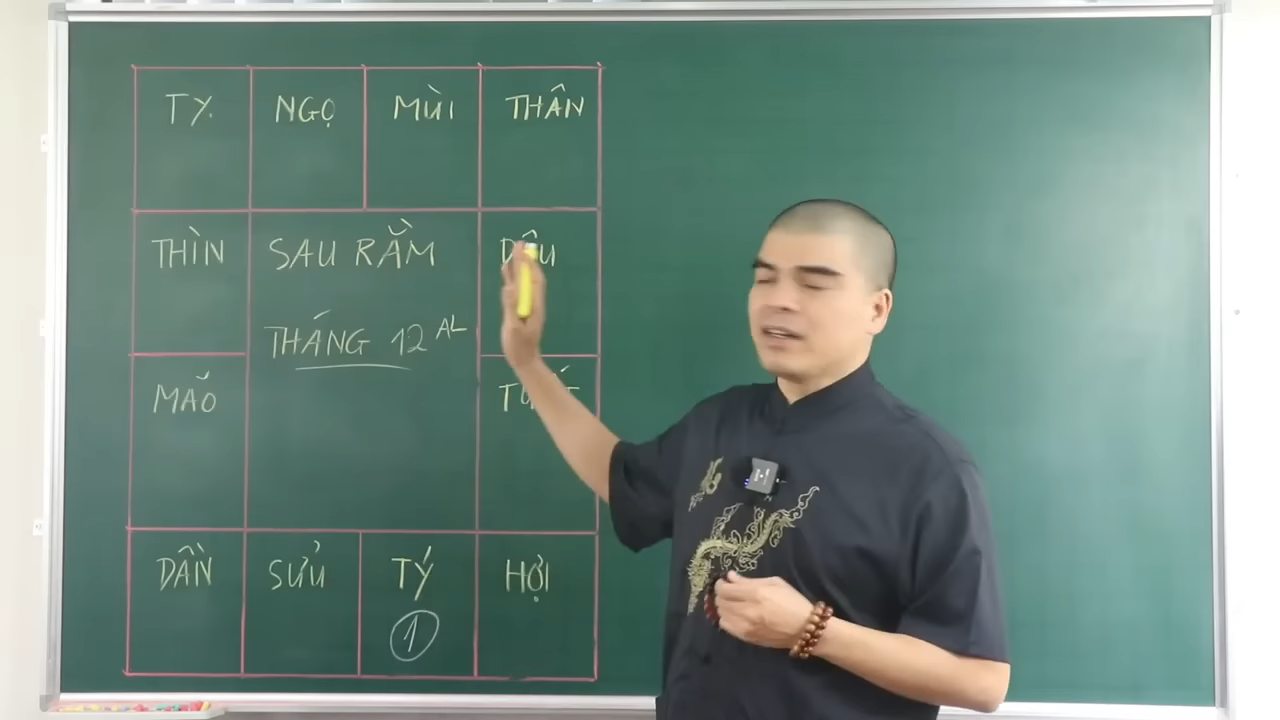 TỴ NGỌ MÙI THÂN
THÌN SAU RẰM
THÁNG 12 AL
MÃO
DẦN SỬU TÝ HỢI
1